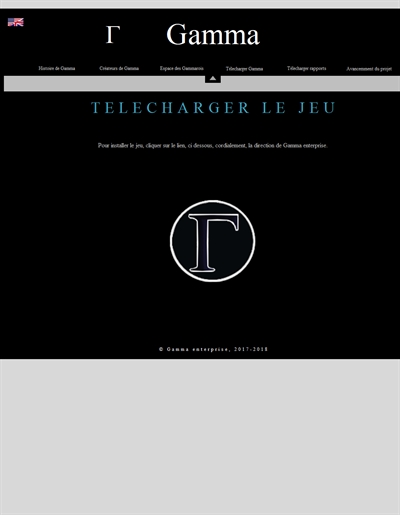 Γ Gamma
Histoire de Gamma Créateurs de Gamma Espace des Gammarons Telecharger Gamma Telecharger rapports Avancement du projet
TELECHARGER LE JEU
Pour installer le jeu, cliquer sur le lien, ci dessous, cordialement, la direction de Gamma enterprise.
Γ
© Gamma enterprise, 2017-2018